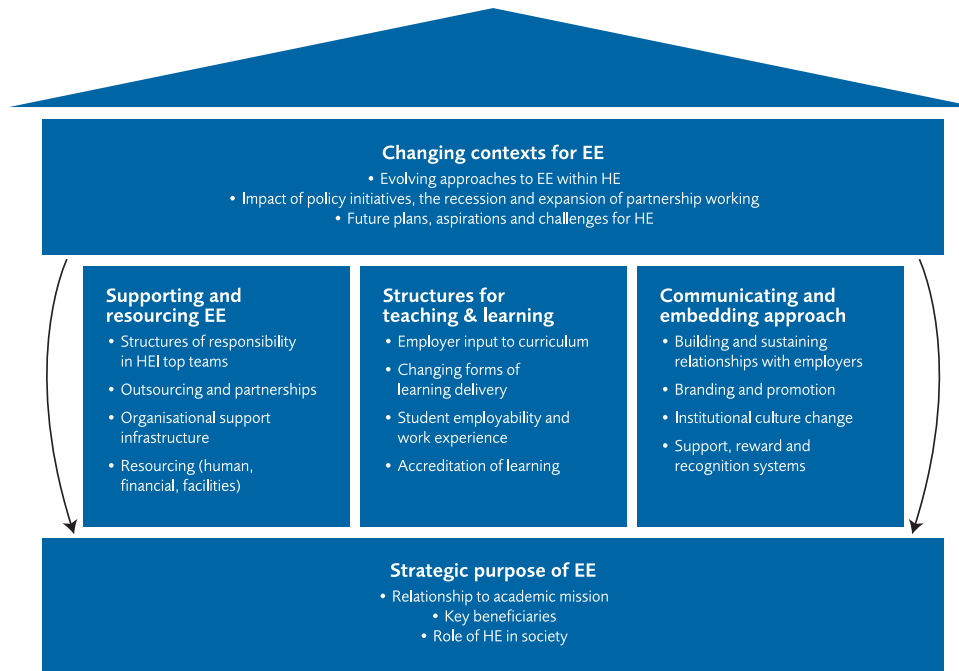 Changing contexts for EE
• Evolving approaches to EE within HE
• Impact of policy initiatives, the recession and expansion of partnership working
• Future plans, aspirations and challenges for HE
Supporting and
resourcing EE
• Structures of responsibility
in HEI top teams
• Outsourcing and partnerships
• Organisational support
infrastructure
• Resourcing (human,
financial, facilities)
Structures for
teaching & learning
• Employer input to curriculum
• Changing forms of
learning delivery
• Student employability and
work experience
• Accreditation of learning
Communicating and
embedding approach
• Building and sustaining
relationships with employers
• Branding and promotion
• Institutional culture change
• Support, reward and
recognition systems
Strategic purpose of EE
• Relationship to academic mission
• Key beneficiaries
• Role of HE in society